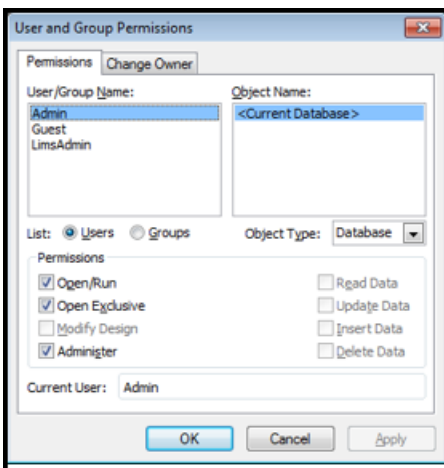 User and Group Permissions
Permissions Change Owner
User/Group Name: Object Name:
Admin <Current Database>
Guest
LimsAdmin
List: Users Groups Object Type: Database
Permissions
Open/Run Read Data
Open Exclusive Update Data
Modify Design Insert Data
Administer Delete Data
Current User: Admin
OK Cancel Apply